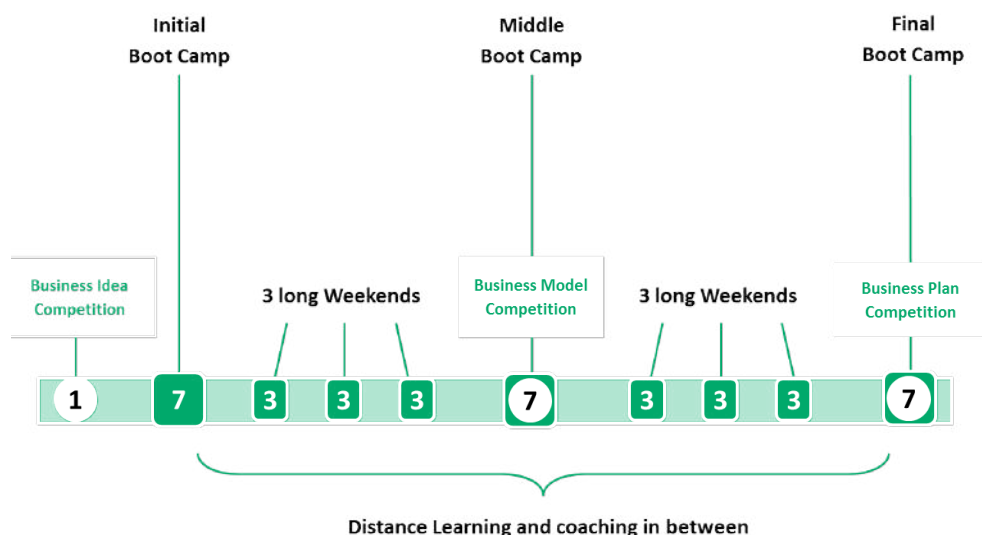 Initial
Boot Camp
Middle
Boot Camp
Final
Boot Camp
Business Idea
Competition
3 long Weekends
Business Model
Competition
3 long Weekends
Business Plan
Competition
1
7
3
3
3
7
3
3
3
7
Distance Learning and coaching in between